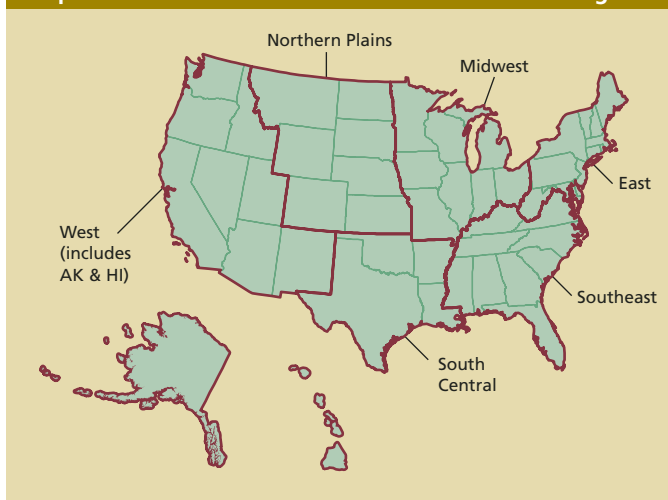 Northern Plains
Midwest
East
West
(includes
AK & HI)
Southeast
South
Central